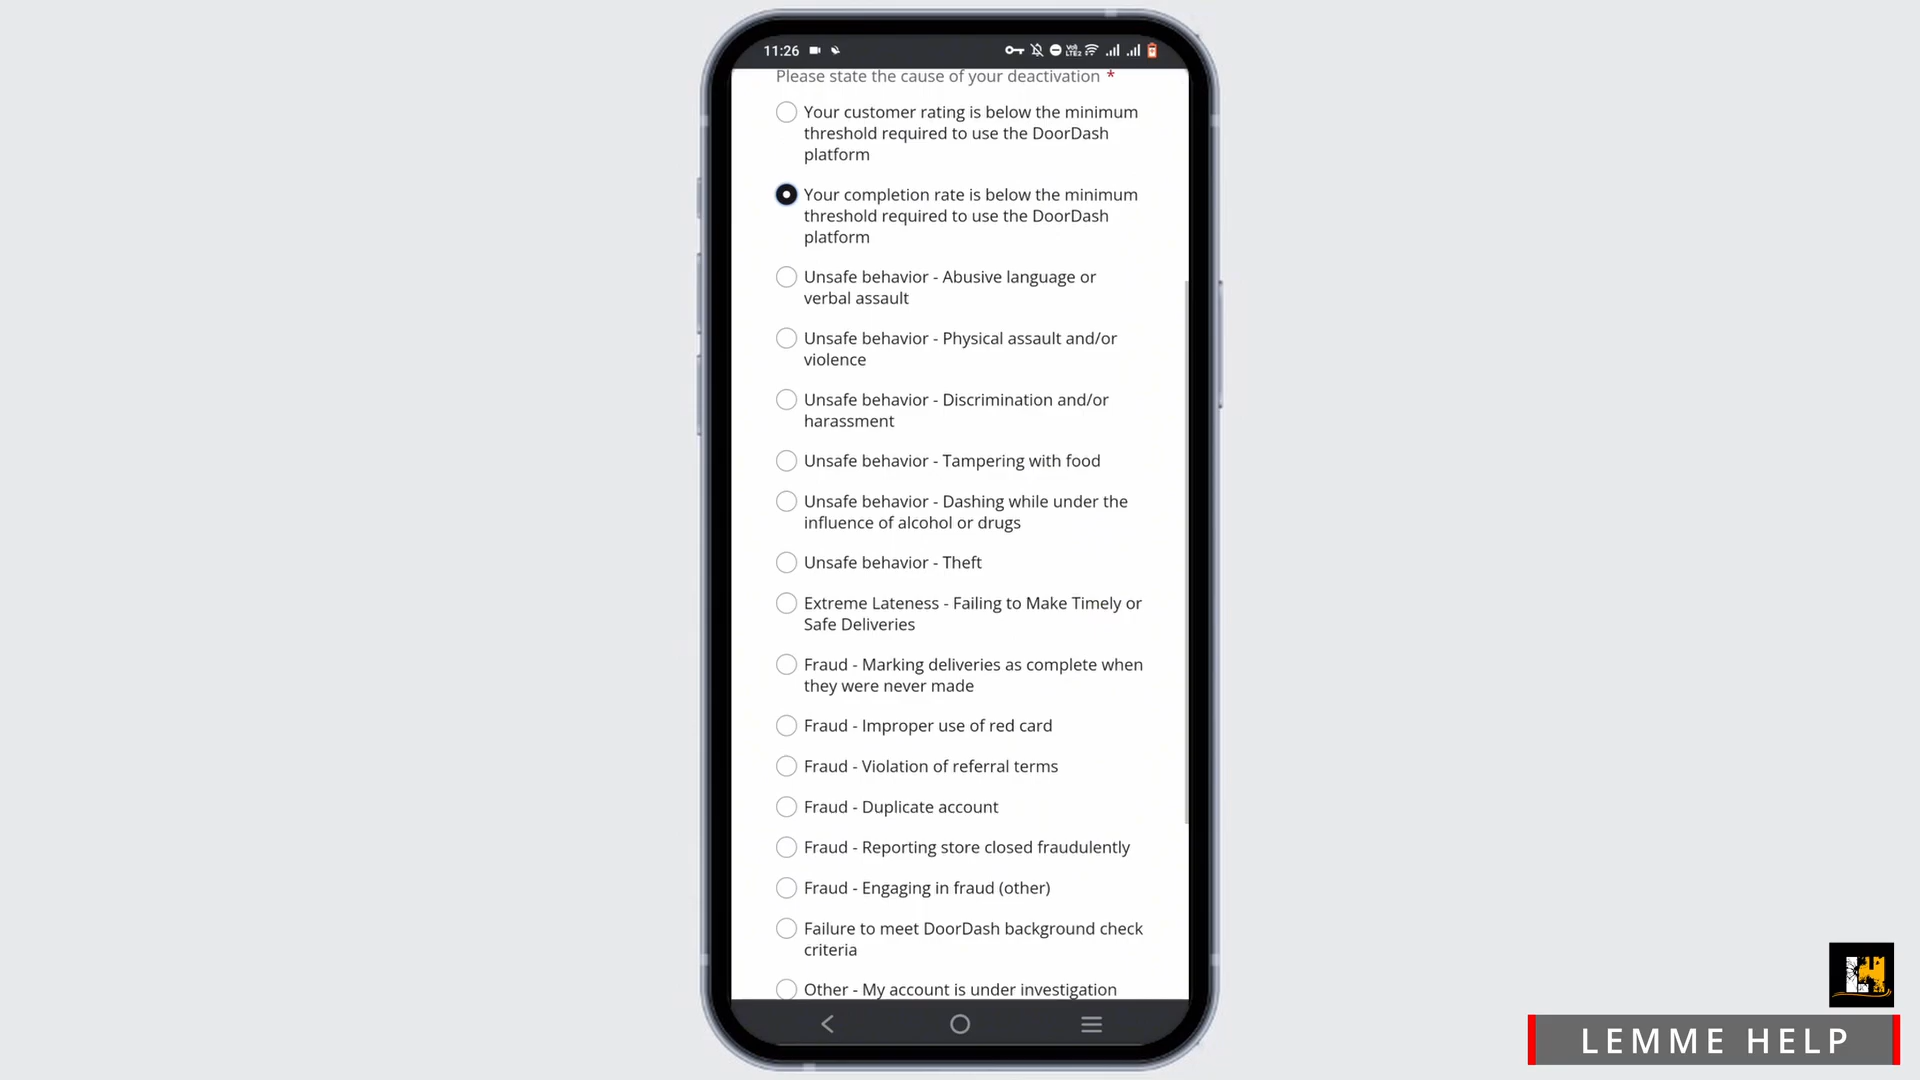 11:26
Please state the cause of your deactivation *
Your customer rating is below the minimum
threshold required to use the DoorDash
platform
Your completion rate is below the minimum
threshold required to use the DoorDash
platform
Unsafe behavior - Abusive language or
verbal assault
Unsafe behavior - Physical assault and/or
violence
Unsafe behavior - Discrimination and/or
harassment
Unsafe behavior - Tampering with food
Unsafe behavior - Dashing while under the
influence of alcohol or drugs
Unsafe behavior - Theft
Extreme Lateness - Failing to Make Timely or
Safe Deliveries
Fraud - Marking deliveries as complete when
they were never made
Fraud - Improper use of red card
Fraud - Violation of referral terms
Fraud - Duplicate account
Fraud - Reporting store closed fraudulently
Fraud - Engaging in fraud (other)
Failure to meet DoorDash background check
criteria
Other - My account is under investigation
LEMME HELP